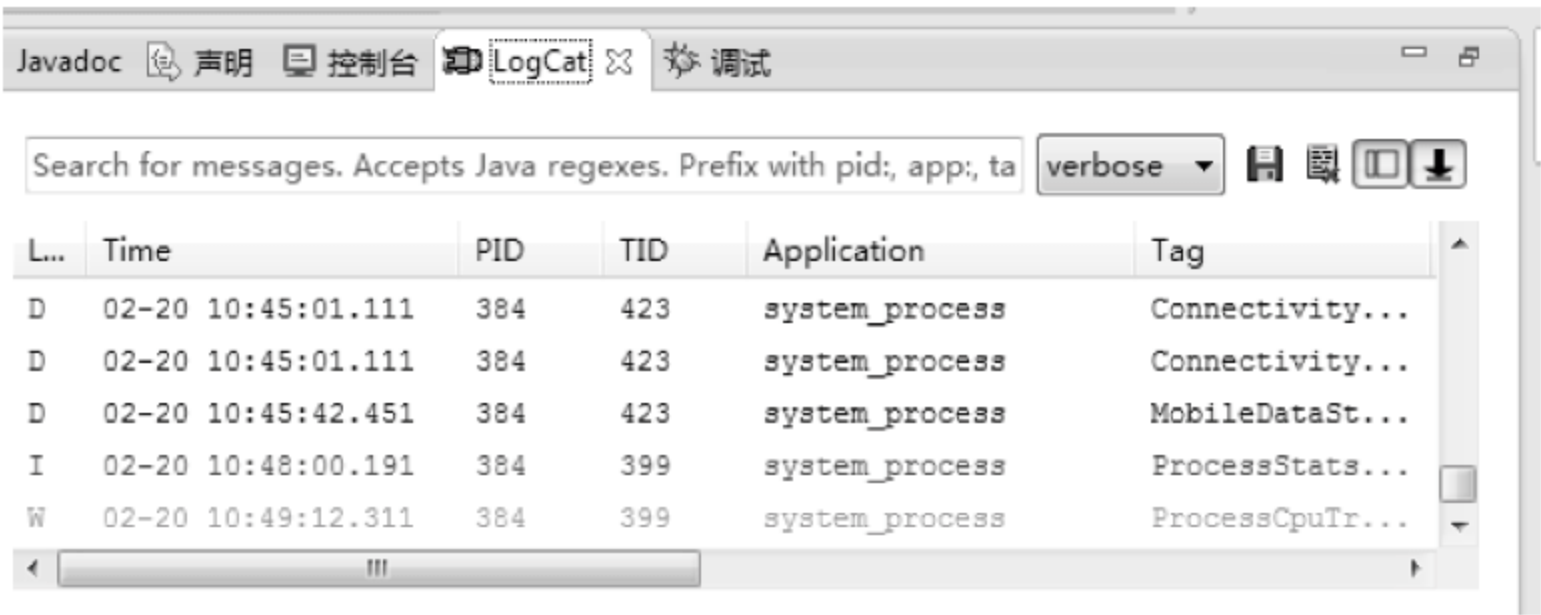 Javadoc 声明 控制台 LogCat 调试
Search for messages. Accepts Java regexes. Prefix with pid:, app:, ta verbose
L... Time PID TID Application Tag
D 02-20 10:45:01.111 384 423 system_process Connectivity...
D 02-20 10:45:01.111 384 423 system_process Connectivity...
D 02-20 10:45:42.451 384 423 system_process MobileDataSt...
I 02-20 10:48:00.191 384 399 system_process ProcessStats...
W 02-20 10:49:12.311 384 399 system_process ProcessCpuTr...